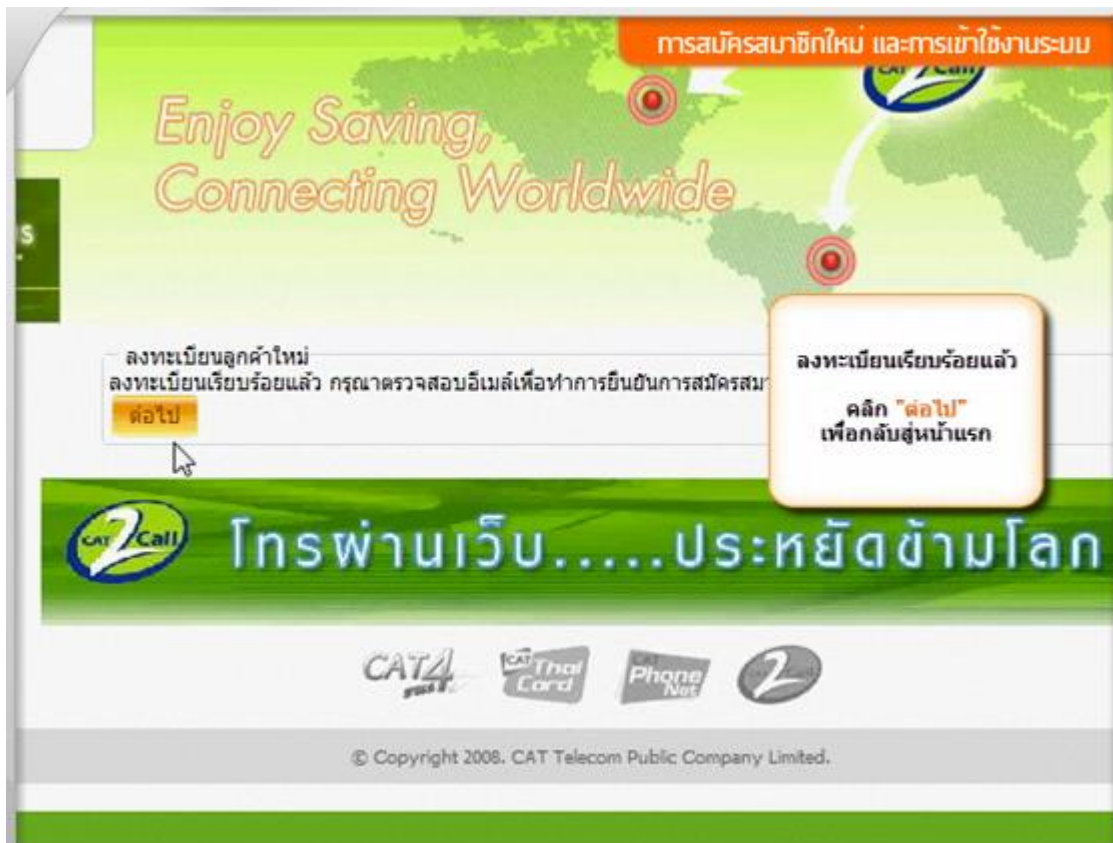 การสมัครสมาชิกใหม่ และการเข้าใช้งานระบบ
CAT 2Call
Enjoy Saving,
Connecting Worldwide
ลงทะเบียนลูกค้าใหม่
ลงทะเบียนเรียบร้อยแล้ว กรุณาตรวจสอบอีเมล์เพื่อทำการยืนยันการสมัครสมา
ต่อไป
ลงทะเบียนเรียบร้อยแล้ว
คลิก "ต่อไป"
เพื่อกลับสู่หน้าแรก
CAT 2Call
โทรผ่านเว็บ.....ประหยัดข้ามโลก
CAT4
CAT Thai Card
CAT Phone Net
2
© Copyright 2008. CAT Telecom Public Company Limited.